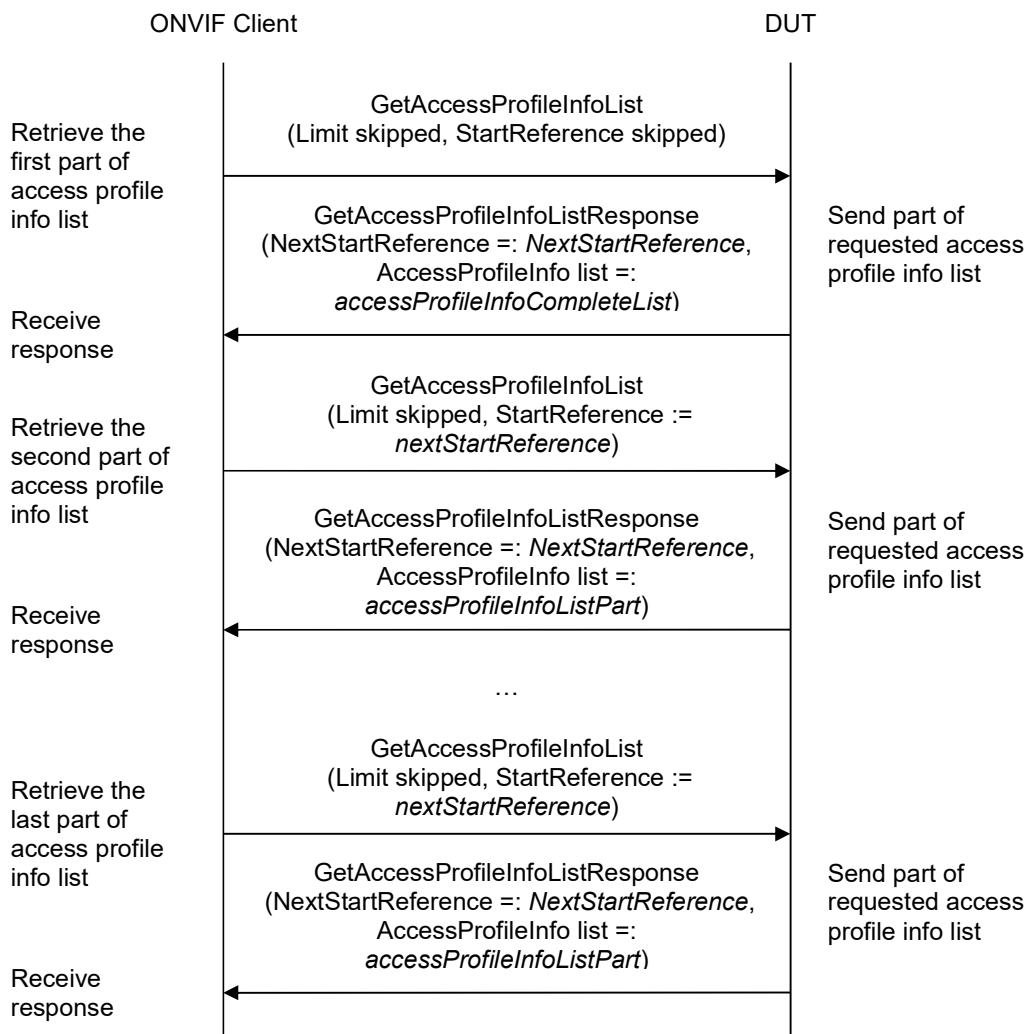 ONVIF Client
DUT
GetAccessProfileInfoList
(Limit skipped, StartReference skipped)
Retrieve the
first part of
access profile
info list
GetAccessProfileInfoListResponse
(NextStartReference =: NextStartReference,
AccessProfileInfo list =:
accessProfileInfoCompleteList)
Send part of
requested access
profile info list
Receive
response
GetAccessProfileInfoList
(Limit skipped, StartReference :=
nextStartReference)
Retrieve the
second part of
access profile
info list
GetAccessProfileInfoListResponse
(NextStartReference =: NextStartReference,
AccessProfileInfo list =:
accessProfileInfoListPart)
Send part of
requested access
profile info list
Receive
response
…
GetAccessProfileInfoList
(Limit skipped, StartReference :=
nextStartReference)
Retrieve the
last part of
access profile
info list
GetAccessProfileInfoListResponse
(NextStartReference =: NextStartReference,
AccessProfileInfo list =:
accessProfileInfoListPart)
Send part of
requested access
profile info list
Receive
response